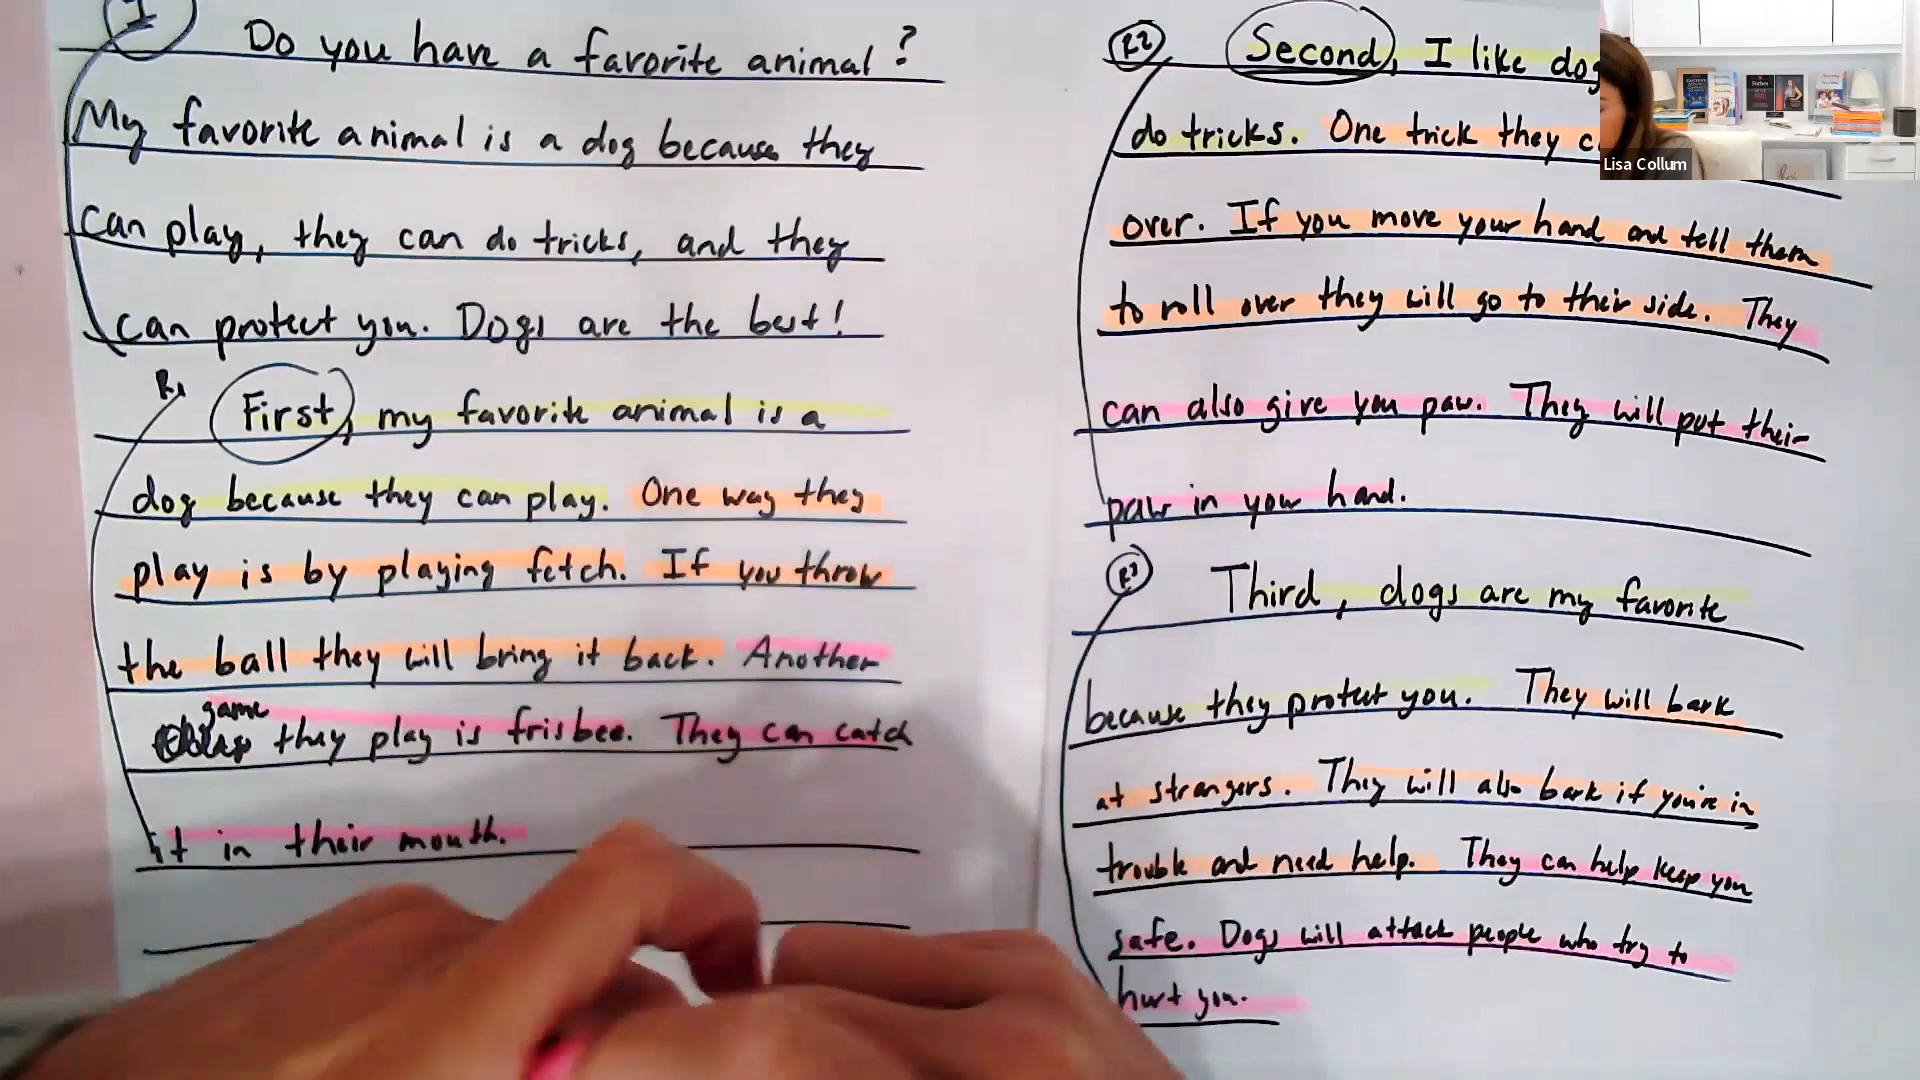 I
Do you have a favorite animal?
My favorite animal is a dog because they
can play, they can do tricks, and they
can protect you. Dogs are the best!
R1
First, my favorite animal is a
dog because they can play. One way they
play is by playing fetch. If you throw
the ball they will bring it back. Another
game
they play is frisbee. They can catch
it in their mouth.
R2 Second, I like dog
do tricks. One trick they c
over. If you move your hand and tell them
to roll over they will go to their side. They
can also give you paw. They will put their
paw in your hand.
R3 Third, dogs are my favorite
because they protect you. They will bark
at strangers. They will also bark if you're in
trouble and need help. They can help keep you
safe. Dogs will attack people who try to
hurt you.
Lisa Collum
Forbes